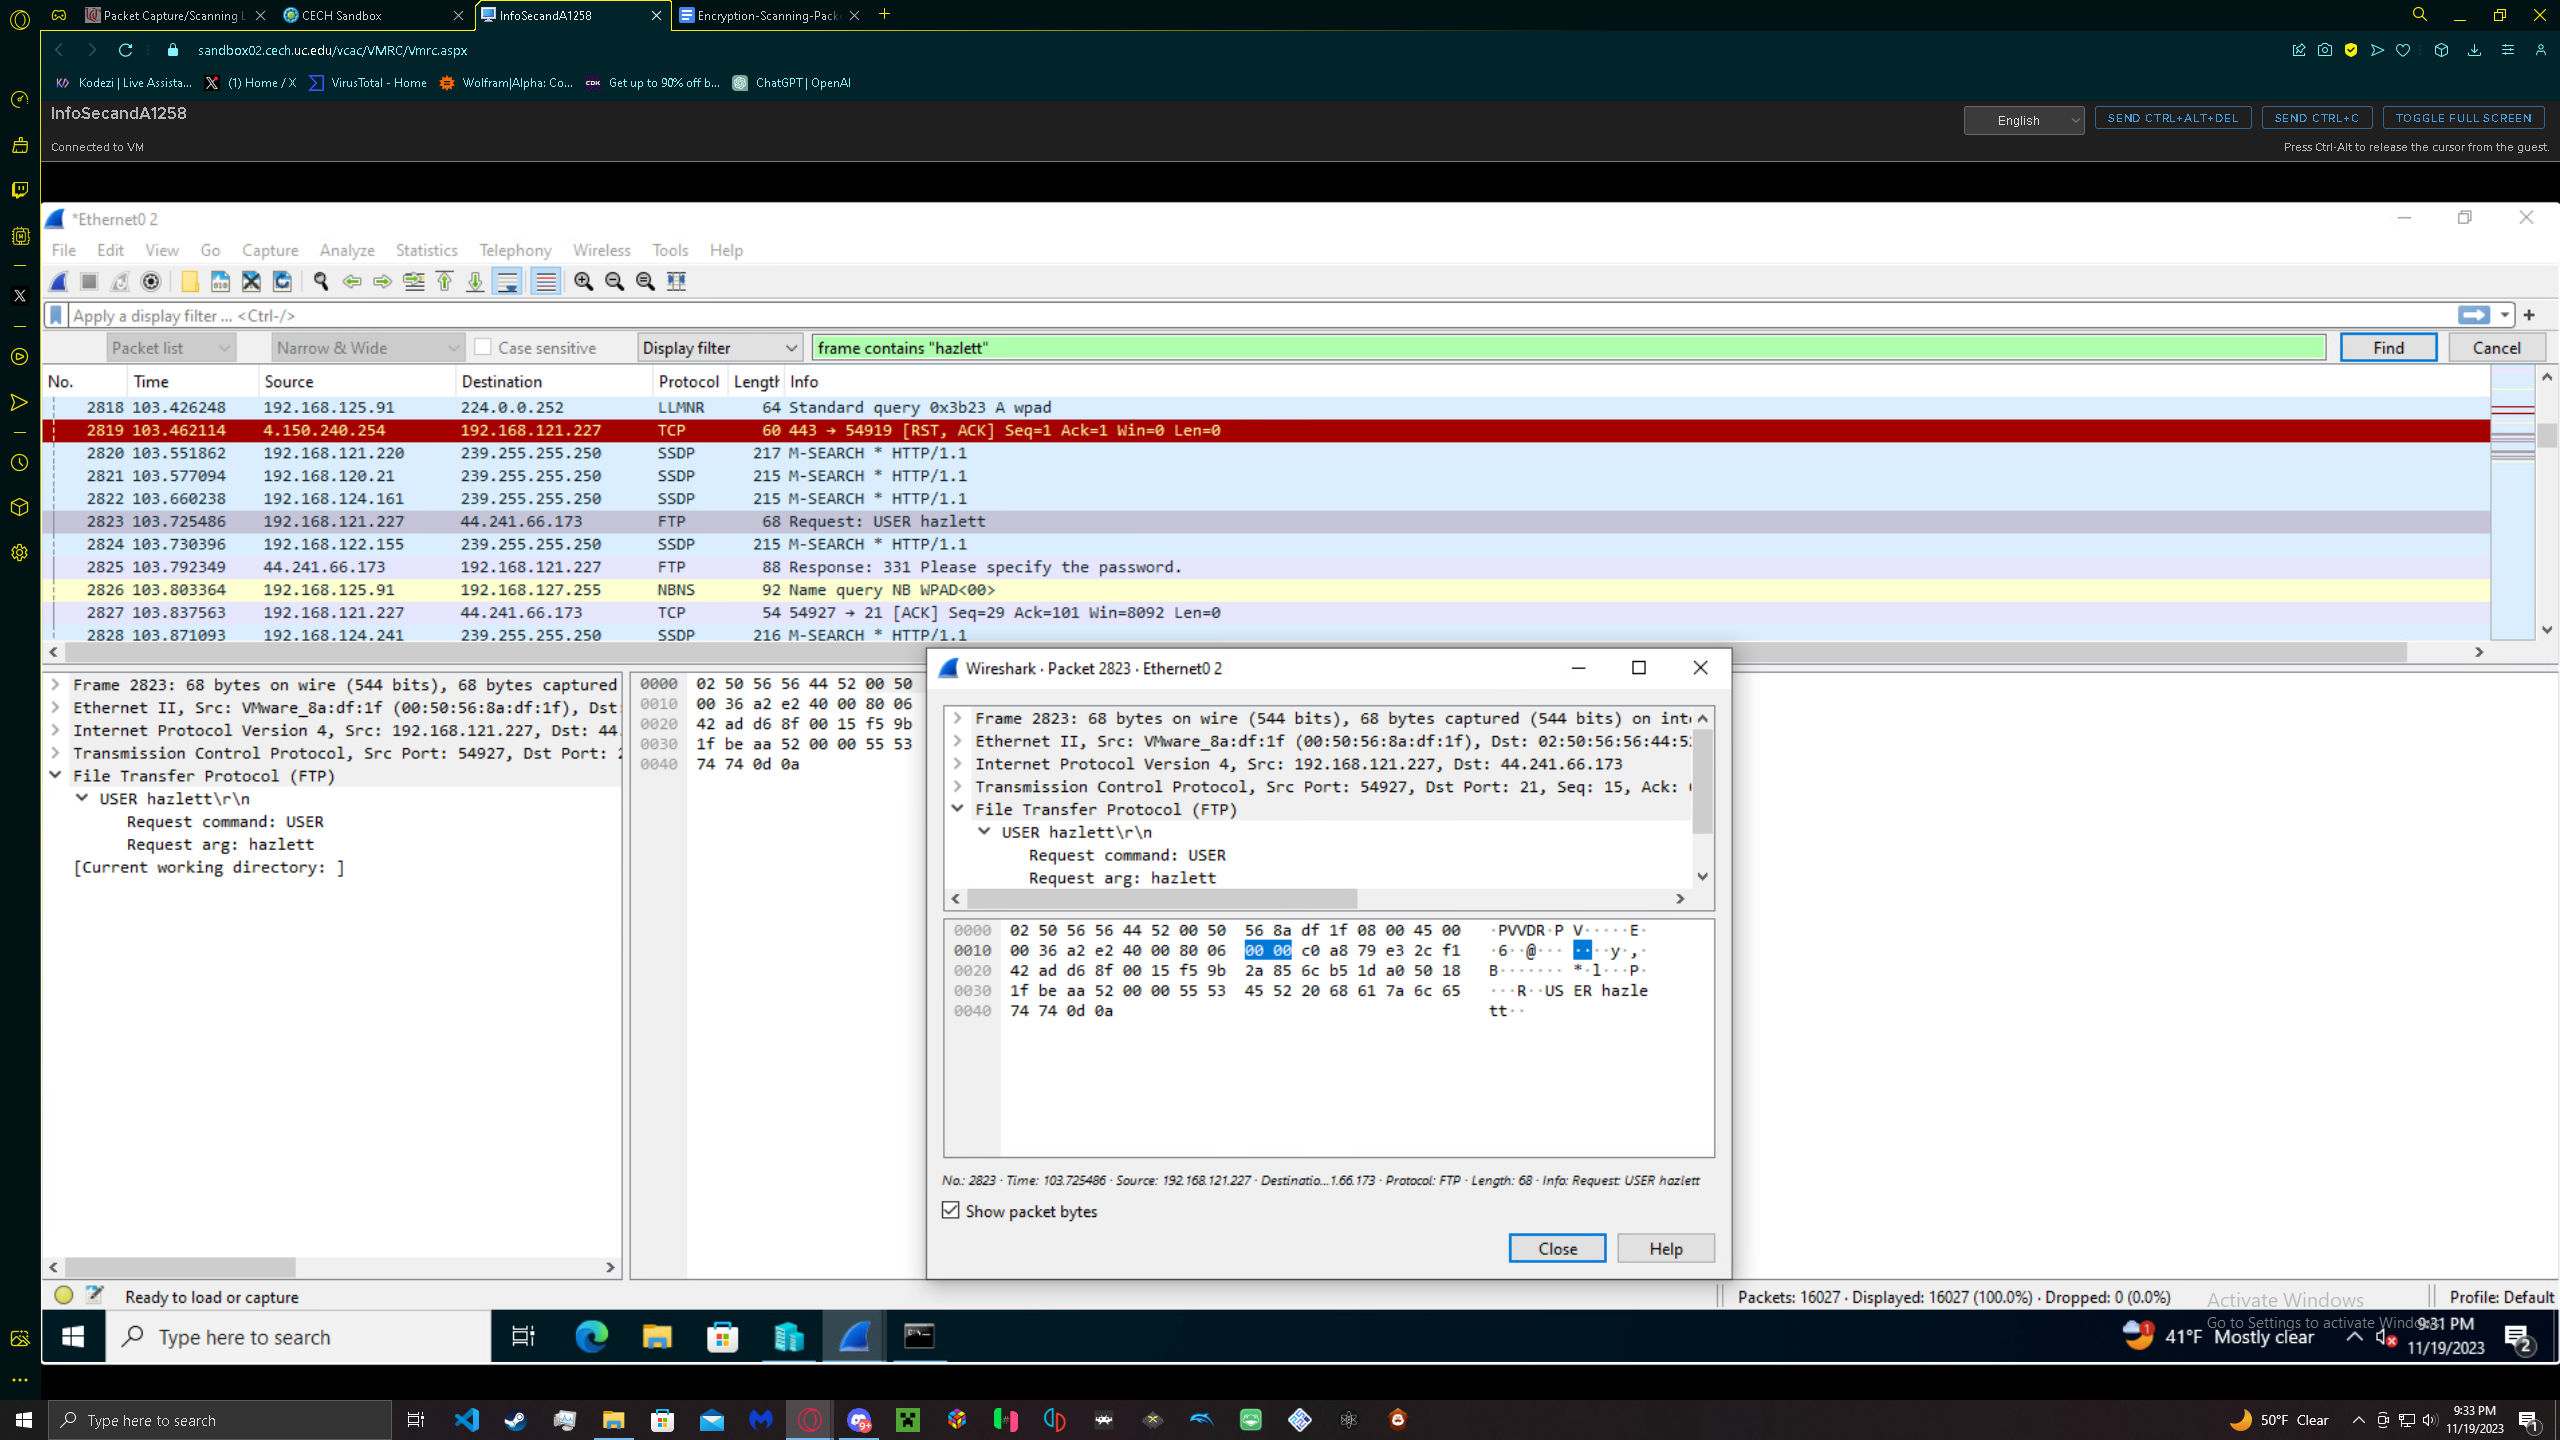 Packet Capture/Scanning L
CECH Sandbox
InfoSecandA1258
Encryption-Scanning-Pack
sandbox02.cech.uc.edu/vcac/VMRC/Vmrc.aspx
Kodezi | Live Assista...
(1) Home / X
VirusTotal - Home
Wolfram|Alpha: Co...
CDK
Get up to 90% off b...
ChatGPT | OpenAI
InfoSecandA1258
English
SEND CTRL+ALT+DEL
SEND CTRL+C
TOGGLE FULL SCREEN
Connected to VM
Press Ctrl-Alt to release the cursor from the guest.
*Ethernet0 2
File Edit View Go Capture Analyze Statistics Telephony Wireless Tools Help
Apply a display filter ... <Ctrl-/>
Packet list
Narrow & Wide
Case sensitive
Display filter
frame contains "hazlett"
Find
Cancel
No. Time Source Destination Protocol Length Info
2818 103.426248 192.168.125.91 224.0.0.252 LLMNR 64 Standard query 0x3b23 A wpad
2819 103.462114 4.150.240.254 192.168.121.227 TCP 60 443 → 54919 [RST, ACK] Seq=1 Ack=1 Win=0 Len=0
2820 103.551862 192.168.121.220 239.255.255.250 SSDP 217 M-SEARCH * HTTP/1.1
2821 103.577094 192.168.120.21 239.255.255.250 SSDP 215 M-SEARCH * HTTP/1.1
2822 103.660238 192.168.124.161 239.255.255.250 SSDP 215 M-SEARCH * HTTP/1.1
2823 103.725486 192.168.121.227 44.241.66.173 FTP 68 Request: USER hazlett
2824 103.730396 192.168.122.155 239.255.255.250 SSDP 215 M-SEARCH * HTTP/1.1
2825 103.792349 44.241.66.173 192.168.121.227 FTP 88 Response: 331 Please specify the password.
2826 103.803364 192.168.125.91 192.168.127.255 NBNS 92 Name query NB WPAD<00>
2827 103.837563 192.168.121.227 44.241.66.173 TCP 54 54927 → 21 [ACK] Seq=29 Ack=101 Win=8092 Len=0
2828 103.871093 192.168.124.241 239.255.255.250 SSDP 216 M-SEARCH * HTTP/1.1
Frame 2823: 68 bytes on wire (544 bits), 68 bytes captured
Ethernet II, Src: VMware_8a:df:1f (00:50:56:8a:df:1f), Dst:
Internet Protocol Version 4, Src: 192.168.121.227, Dst: 44.
Transmission Control Protocol, Src Port: 54927, Dst Port: 2
File Transfer Protocol (FTP)
USER hazlett\r\n
Request command: USER
Request arg: hazlett
[Current working directory: ]
0000 02 50 56 56 44 52 00 50
0010 00 36 a2 e2 40 00 80 06
0020 42 ad d6 8f 00 15 f5 9b
0030 1f be aa 52 00 00 55 53
0040 74 74 0d 0a
Wireshark · Packet 2823 · Ethernet0 2
Frame 2823: 68 bytes on wire (544 bits), 68 bytes captured (544 bits) on int
Ethernet II, Src: VMware_8a:df:1f (00:50:56:8a:df:1f), Dst: 02:50:56:56:44:52
Internet Protocol Version 4, Src: 192.168.121.227, Dst: 44.241.66.173
Transmission Control Protocol, Src Port: 54927, Dst Port: 21, Seq: 15, Ack:
File Transfer Protocol (FTP)
USER hazlett\r\n
Request command: USER
Request arg: hazlett
0000 02 50 56 56 44 52 00 50 56 8a df 1f 08 00 45 00 ·PVVDR·P V·····E·
0010 00 36 a2 e2 40 00 80 06 00 00 c0 a8 79 e3 2c f1 ·6··@··· ····y·,·
0020 42 ad d6 8f 00 15 f5 9b 2a 85 6c b5 1d a0 50 18 B······· *·l···P·
0030 1f be aa 52 00 00 55 53 45 52 20 68 61 7a 6c 65 ···R··US ER hazle
0040 74 74 0d 0a tt··
No.: 2823 · Time: 103.725486 · Source: 192.168.121.227 · Destinatio...1.66.173 · Protocol: FTP · Length: 68 · Info: Request: USER hazlett
Show packet bytes
Close
Help
Ready to load or capture
Packets: 16027 · Displayed: 16027 (100.0%) · Dropped: 0 (0.0%)
Profile: Default
Activate Windows
Go to Settings to activate Windows.
Type here to search
1
41°F Mostly clear
9:31 PM
11/19/2023
2
Type here to search
9+
50°F Clear
9:33 PM
11/19/2023
1